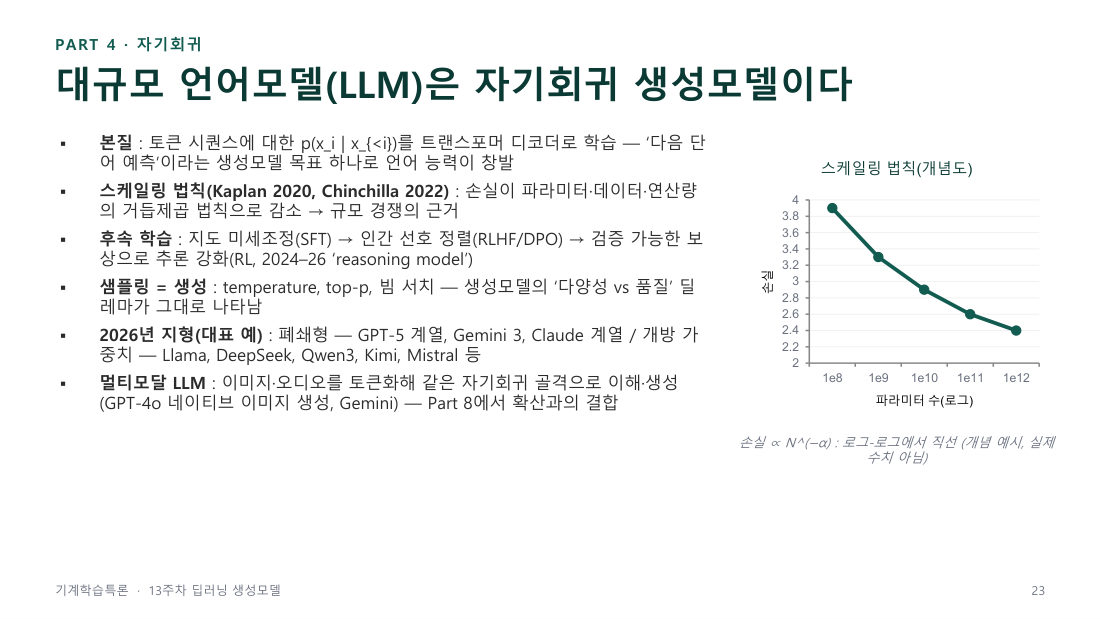 PART 4 · 자기회귀
대규모 언어모델(LLM)은 자기회귀 생성모델이다
▪ 본질 : 토큰 시퀀스에 대한 p(x_i | x_{<i})를 트랜스포머 디코더로 학습 — ‘다음 단
어 예측’이라는 생성모델 목표 하나로 언어 능력이 창발
▪ 스케일링 법칙(Kaplan 2020, Chinchilla 2022) : 손실이 파라미터·데이터·연산량
의 거듭제곱 법칙으로 감소 → 규모 경쟁의 근거
▪ 후속 학습 : 지도 미세조정(SFT) → 인간 선호 정렬(RLHF/DPO) → 검증 가능한 보
상으로 추론 강화(RL, 2024–26 ‘reasoning model’)
▪ 샘플링 = 생성 : temperature, top-p, 빔 서치 — 생성모델의 ‘다양성 vs 품질’ 딜
레마가 그대로 나타남
▪ 2026년 지형(대표 예) : 폐쇄형 — GPT-5 계열, Gemini 3, Claude 계열 / 개방 가
중치 — Llama, DeepSeek, Qwen3, Kimi, Mistral 등
▪ 멀티모달 LLM : 이미지·오디오를 토큰화해 같은 자기회귀 골격으로 이해·생성
(GPT-4o 네이티브 이미지 생성, Gemini) — Part 8에서 확산과의 결합
스케일링 법칙(개념도)
손실
4
3.8
3.6
3.4
3.2
3
2.8
2.6
2.4
2.2
2
1e8 1e9 1e10 1e11 1e12
파라미터 수(로그)
손실 ∝ N^(−α) : 로그-로그에서 직선 (개념 예시, 실제
수치 아님)
기계학습특론 · 13주차 딥러닝 생성모델
23